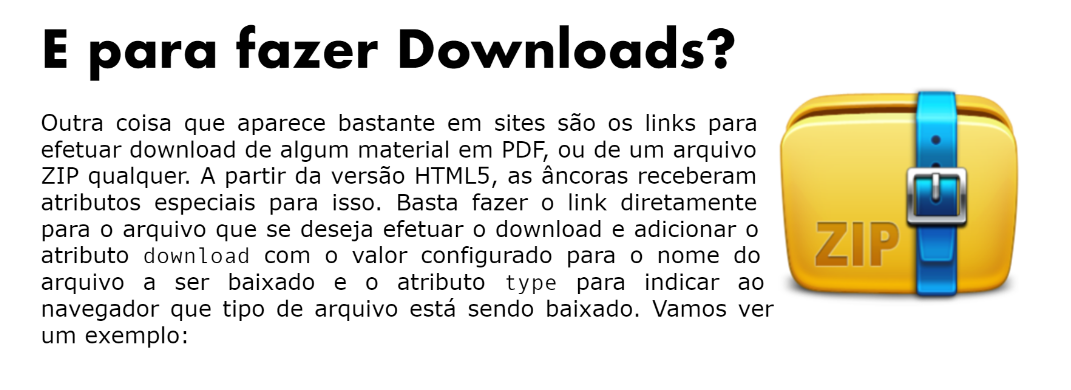 E para fazer Downloads?
Outra coisa que aparece bastante em sites são os links para
efetuar download de algum material em PDF, ou de um arquivo
ZIP qualquer. A partir da versão HTML5, as âncoras receberam
atributos especiais para isso. Basta fazer o link diretamente
para o arquivo que se deseja efetuar o download e adicionar o
atributo download com o valor configurado para o nome do
arquivo a ser baixado e o atributo type para indicar ao
navegador que tipo de arquivo está sendo baixado. Vamos ver
um exemplo:
ZIP